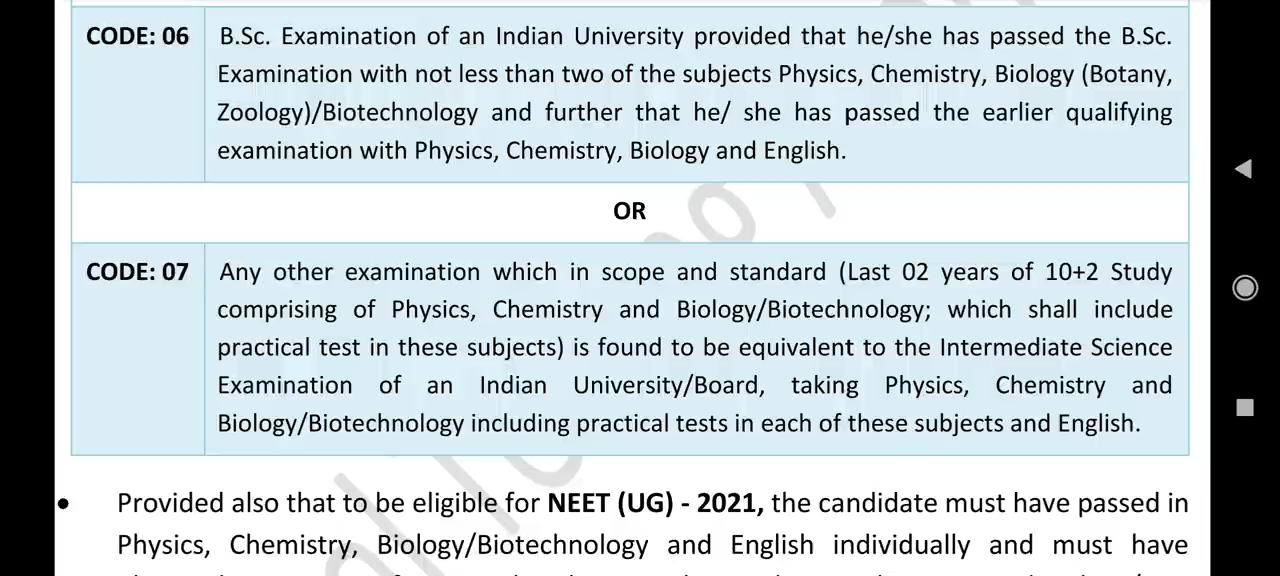 CODE: 06
B.Sc. Examination of an Indian University provided that he/she has passed the B.Sc.
Examination with not less than two of the subjects Physics, Chemistry, Biology (Botany,
Zoology)/Biotechnology and further that he/ she has passed the earlier qualifying
examination with Physics, Chemistry, Biology and English.
OR
CODE: 07
Any other examination which in scope and standard (Last 02 years of 10+2 Study
comprising of Physics, Chemistry and Biology/Biotechnology; which shall include
practical test in these subjects) is found to be equivalent to the Intermediate Science
Examination of an Indian University/Board, taking Physics, Chemistry and
Biology/Biotechnology including practical tests in each of these subjects and English.
• Provided also that to be eligible for NEET (UG) - 2021, the candidate must have passed in
Physics, Chemistry, Biology/Biotechnology and English individually and must have